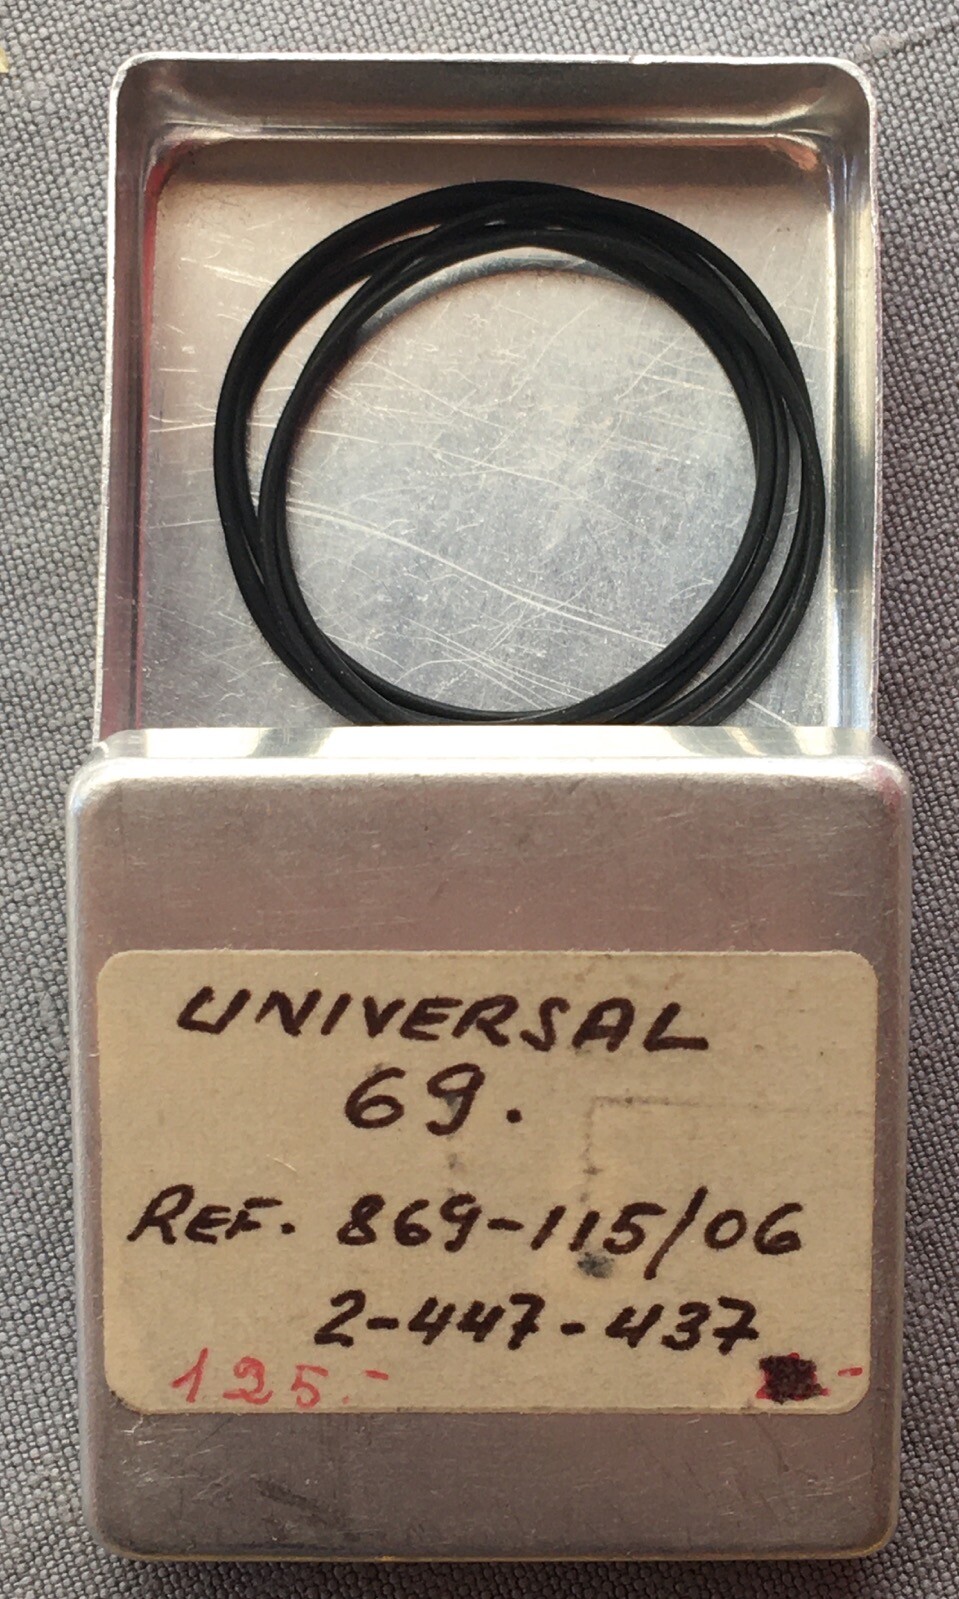 UNIVERSAL
69.
REF. 869-115/06
2-447-437
125.- -